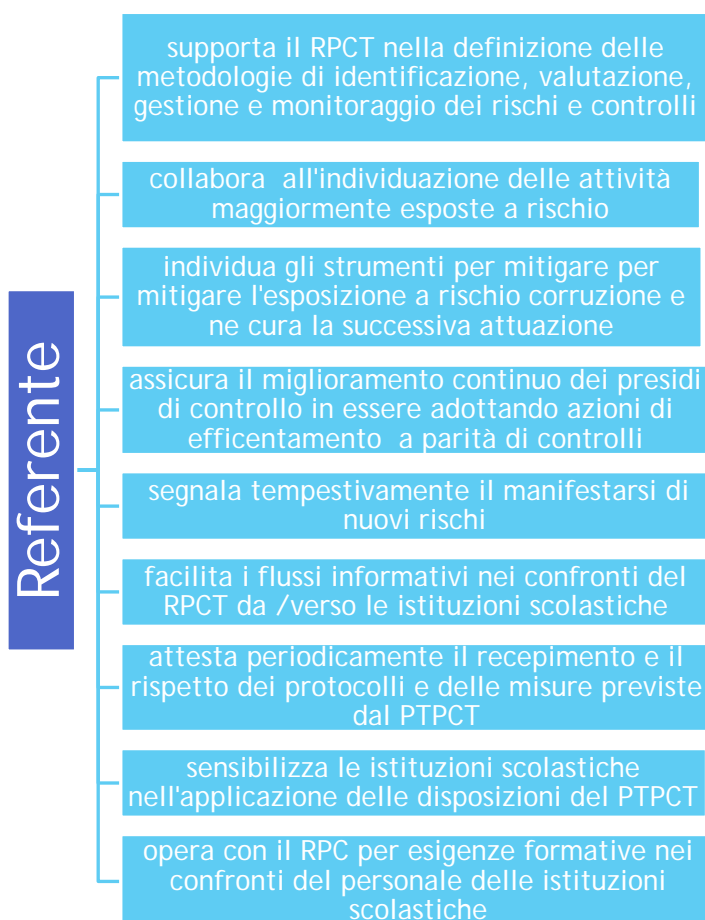 Referente
supporta il RPCT nella definizione delle
metodologie di identificazione, valutazione,
gestione e monitoraggio dei rischi e controlli
collabora  all'individuazione delle attività
maggiormente esposte a rischio
individua gli strumenti per mitigare per
mitigare l'esposizione a rischio corruzione e
ne cura la successiva attuazione
assicura il miglioramento continuo dei presidi
di controllo in essere adottando azioni di
efficentamento  a parità di controlli
segnala tempestivamente il manifestarsi di
nuovi rischi
facilita i flussi informativi nei confronti del
RPCT da /verso le istituzioni scolastiche
attesta periodicamente il recepimento e il
rispetto dei protocolli e delle misure previste
dal PTPCT
sensibilizza le istituzioni scolastiche
nell'applicazione delle disposizioni del PTPCT
opera con il RPC per esigenze formative nei
confronti del personale delle istituzioni
scolastiche